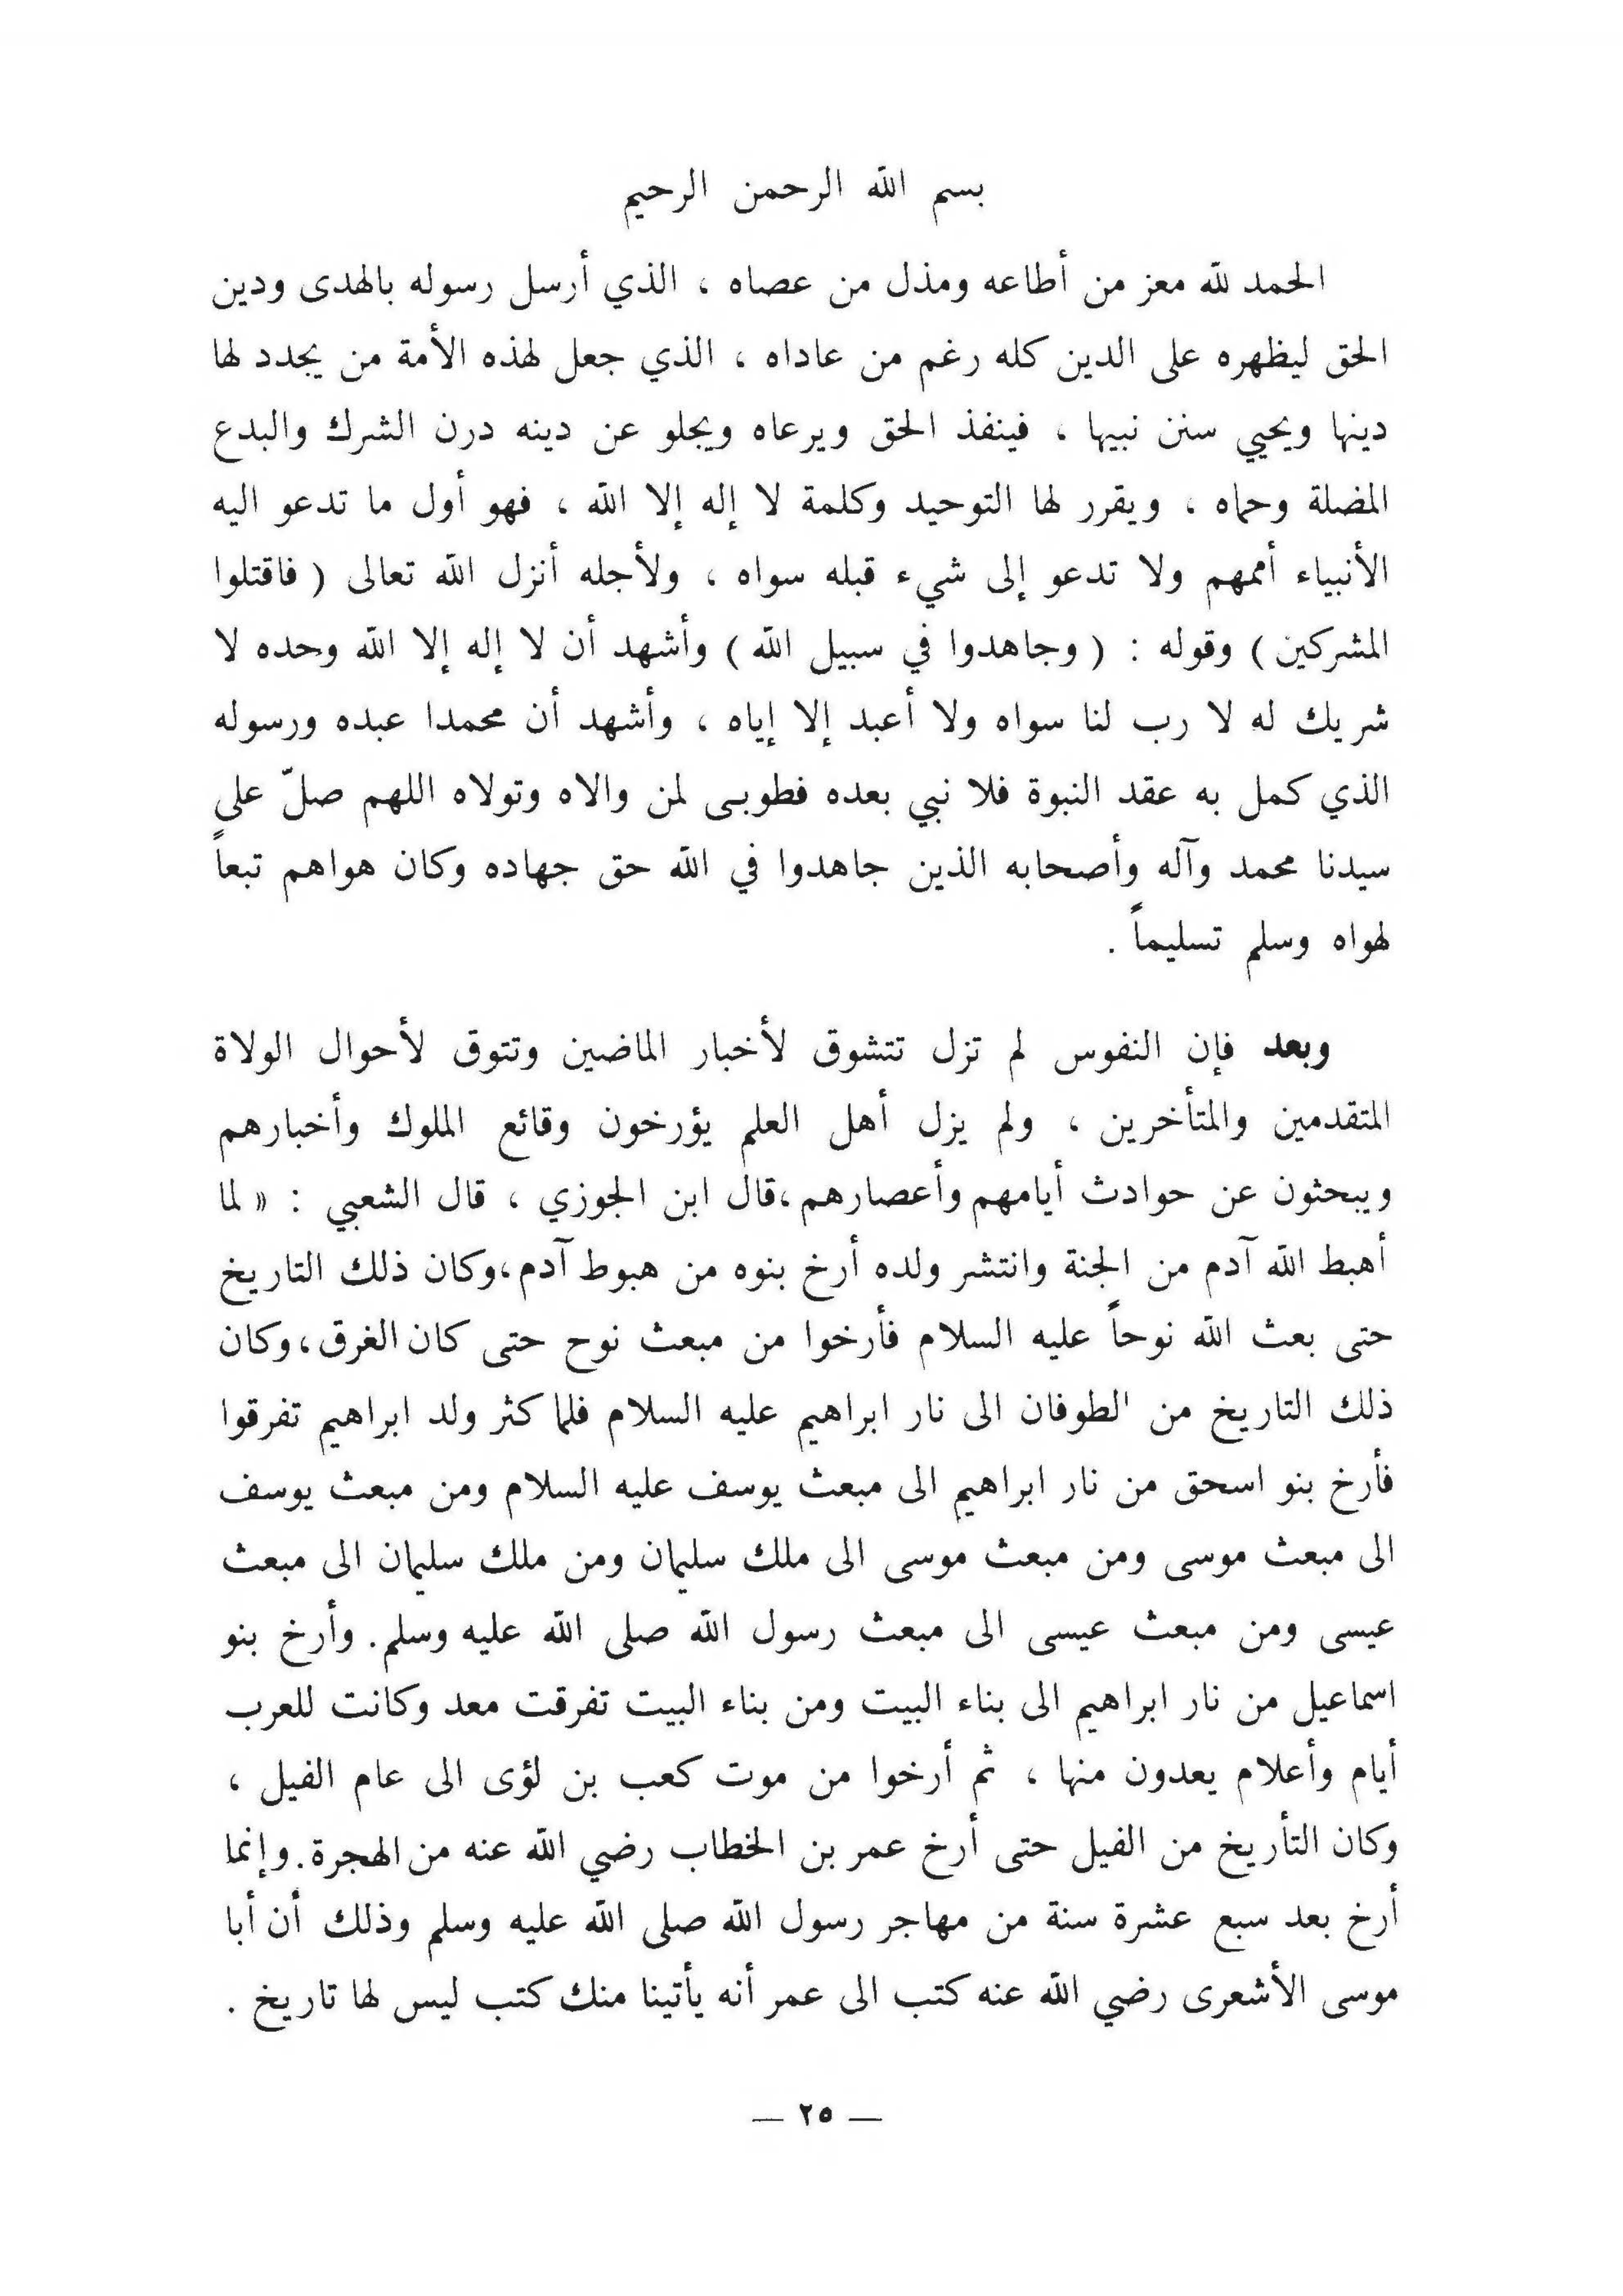 بسم الله الرحمن الرحيم
الحمد لله معز من أطاعه ومذل من عصاه ، الذي أرسل رسوله بالهدى ودين
الحق ليظهره على الدين كله رغم من عاداه ، الذي جعل لهذه الأمة من يجدد لها
دينها ويحيي سنن نبيها ، فينفذ الحق ويرعاه ويجلو عن دينه درن الشرك والبدع
المضلة وحماه ، ويقرر لها التوحيد وكلمة لا إله إلا الله ، فهو أول ما تدعو اليه
الأنبياء أممهم ولا تدعو إلى شيء قبله سواه ، ولأجله أنزل الله تعالى ( فاقتلوا
المشركين ) وقوله : ( وجاهدوا في سبيل الله ) وأشهد أن لا إله إلا الله وحده لا
شريك له لا رب لنا سواه ولا أعبد إلا إياه ، وأشهد أن محمدا عبده ورسوله
الذي كمل به عقد النبوة فلا نبي بعده فطوبى لمن والاه وتولاه اللهم صلّ على
سيدنا محمد وآله وأصحابه الذين جاهدوا في الله حق جهاده وكان هواهم تبعاً
لهواه وسلم تسليماً .
وبعد فإن النفوس لم تزل تتشوق لأخبار الماضين وتتوق لأحوال الولاة
المتقدمين والمتأخرين ، ولم يزل أهل العلم يؤرخون وقائع الملوك وأخبارهم
ويبحثون عن حوادث أيامهم وأعصارهم ،قال ابن الجوزي ، قال الشعبي : « لما
أهبط الله آدم من الجنة وانتشر ولده أرخ بنوه من هبوط آدم،وكان ذلك التاريخ
حتى بعث الله نوحاً عليه السلام فأرخوا من مبعث نوح حتى كان الغرق،وكان
ذلك التاريخ من الطوفان الى نار ابراهيم عليه السلام فلما كثر ولد ابراهيم تفرقوا
فأرخ بنو اسحق من نار ابراهيم الى مبعث يوسف عليه السلام ومن مبعث يوسف
الى مبعث موسى ومن مبعث موسى الى ملك سليمان ومن ملك سليمان الى مبعث
عيسى ومن مبعث عيسى الى مبعث رسول الله صلى الله عليه وسلم. وأرخ بنو
اسماعيل من نار ابراهيم الى بناء البيت ومن بناء البيت تفرقت معد وكانت للعرب
أيام وأعلام يعدون منها ، ثم أرخوا من موت كعب بن لؤى الى عام الفيل ،
وكان التأريخ من الفيل حتى أرخ عمر بن الخطاب رضي الله عنه من الهجرة. وإنما
أرخ بعد سبع عشرة سنة من مهاجر رسول الله صلى الله عليه وسلم وذلك أن أبا
موسى الأشعرى رضي الله عنه كتب الى عمر أنه يأتينا منك كتب ليس لها تاريخ .
— ٢٥ —